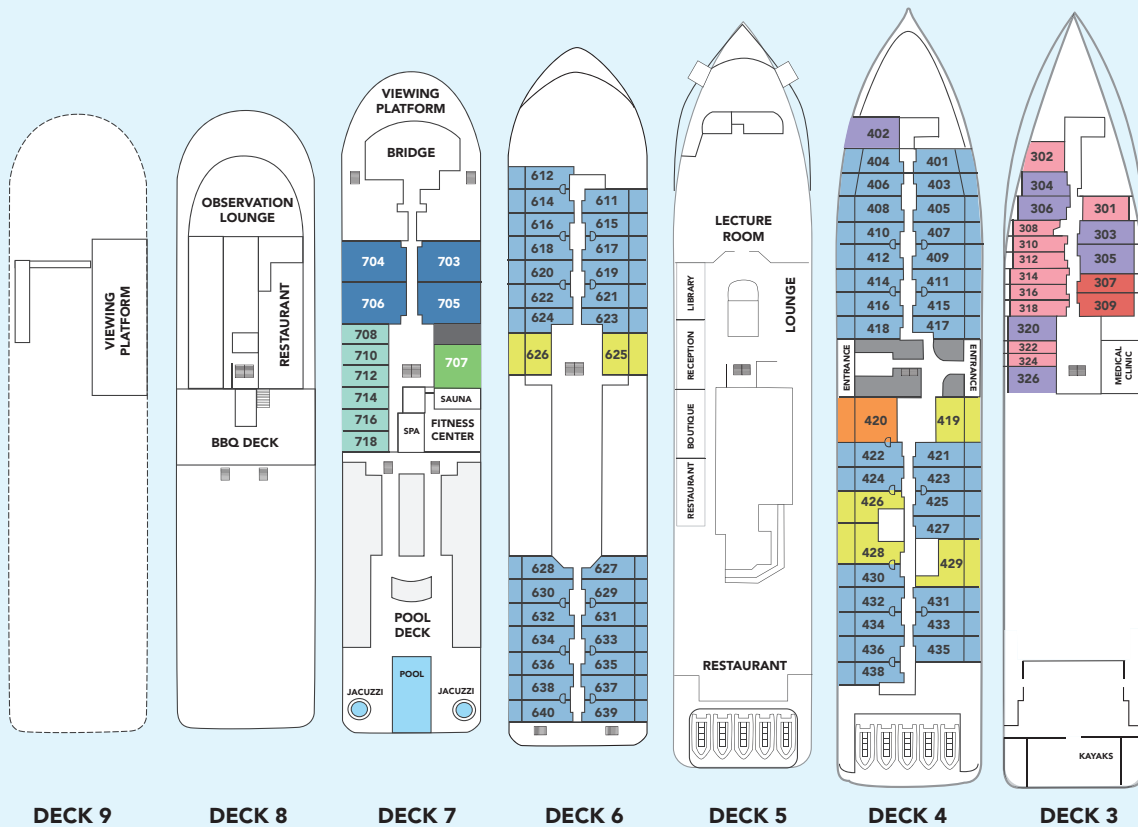 VIEWING
PLATFORM
DECK 9
OBSERVATION
LOUNGE
RESTAURANT
BBQ DECK
DECK 8
VIEWING
PLATFORM
BRIDGE
704
703
706
705
708
710
707
712
714
SAUNA
716
SPA
FITNESS
CENTER
718
POOL
DECK
POOL
JACUZZI
JACUZZI
DECK 7
612
614
611
616
615
618
617
620
619
622
621
624
623
626
625
628
627
630
629
632
631
634
633
636
635
638
637
640
639
DECK 6
LECTURE
ROOM
LIBRARY
LOUNGE
RECEPTION
BOUTIQUE
RESTAURANT
RESTAURANT
DECK 5
402
404
401
406
403
408
405
410
407
412
409
414
411
416
415
418
417
ENTRANCE
ENTRANCE
420
419
422
421
424
423
426
425
427
428
429
430
432
431
434
433
436
435
438
DECK 4
302
304
306
301
308
303
310
312
305
314
307
316
309
318
320
322
324
326
MEDICAL
CLINIC
KAYAKS
DECK 3